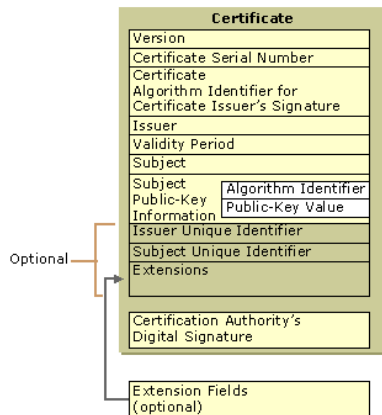 Certificate
Version
Certificate Serial Number
Certificate
Algorithm Identifier for
Certificate Issuer's Signature
Issuer
Validity Period
Subject
Subject
Public-Key
Information
Algorithm Identifier
Public-Key Value
Optional
Issuer Unique Identifier
Subject Unique Identifier
Extensions
Certification Authority's
Digital Signature
Extension Fields
(optional)